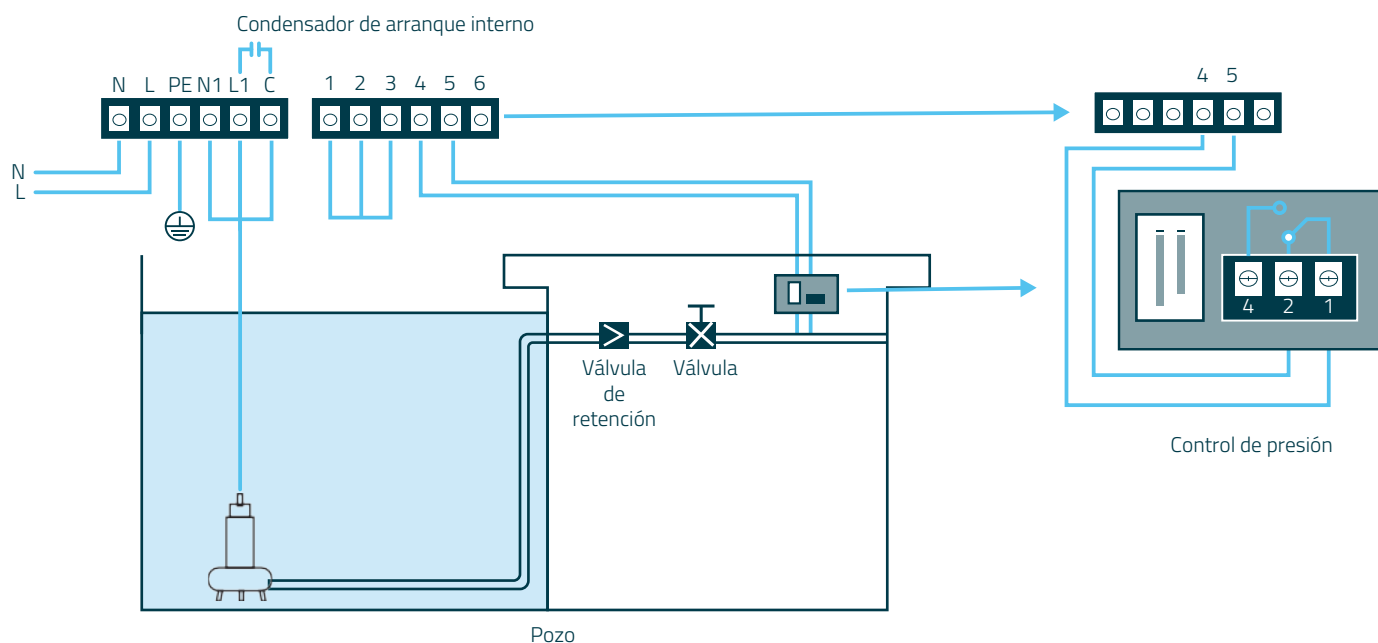 Condensador de arranque interno
N L PE N1 L1 C
1 2 3 4 5 6
4 5
N
L
4 2 1
Válvula
de
retención
Válvula
Control de presión
Pozo